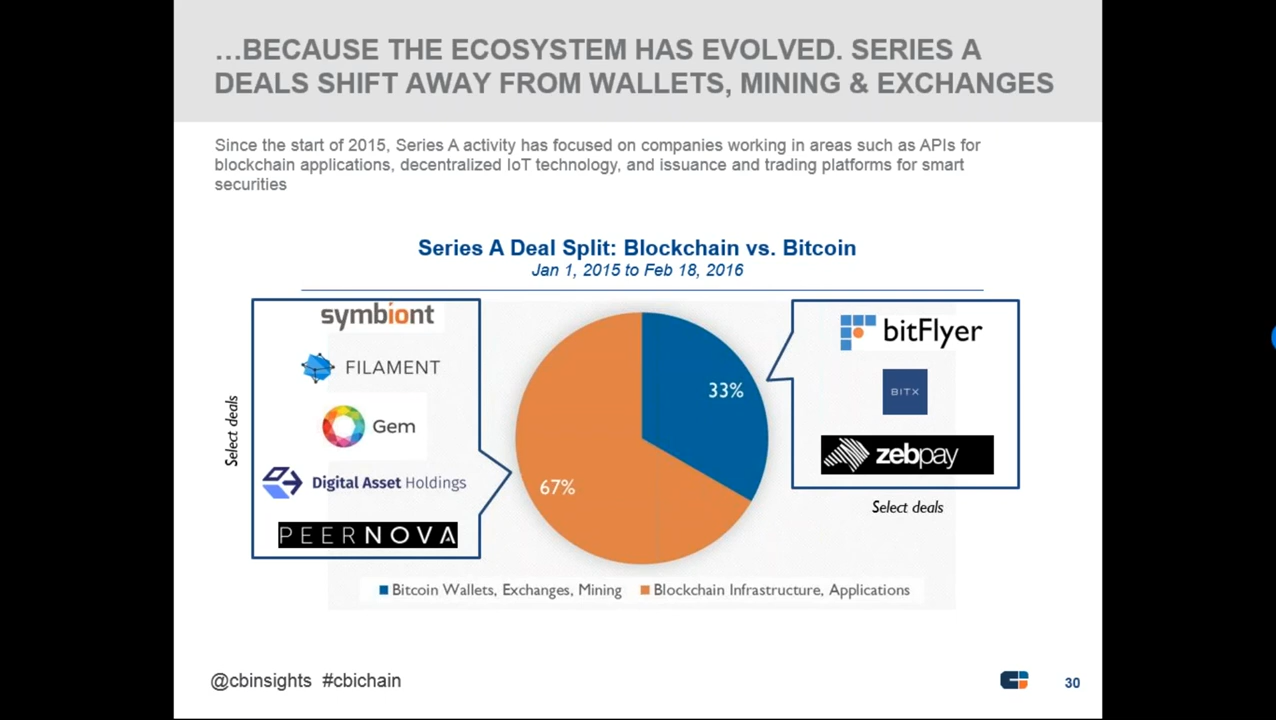 …BECAUSE THE ECOSYSTEM HAS EVOLVED. SERIES A
DEALS SHIFT AWAY FROM WALLETS, MINING & EXCHANGES
Since the start of 2015, Series A activity has focused on companies working in areas such as APIs for
blockchain applications, decentralized IoT technology, and issuance and trading platforms for smart
securities
Series A Deal Split: Blockchain vs. Bitcoin
Jan 1, 2015 to Feb 18, 2016
Select deals
symbiont
FILAMENT
Gem
Digital Asset Holdings
PEERNOVA
33%
67%
bitFlyer
BITX
zebpay
Select deals
Bitcoin Wallets, Exchanges, Mining
Blockchain Infrastructure, Applications
@cbinsights #cbichain
30